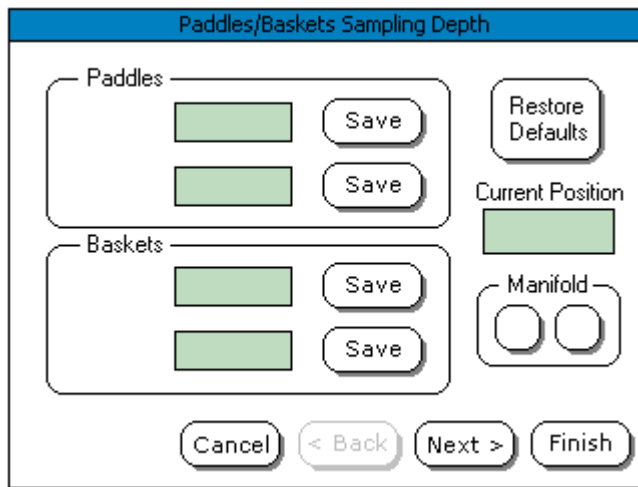 Paddles/Baskets Sampling Depth
Paddles
Save
Save
Restore
Defaults
Current Position
Baskets
Save
Save
Manifold
Cancel
< Back
Next >
Finish